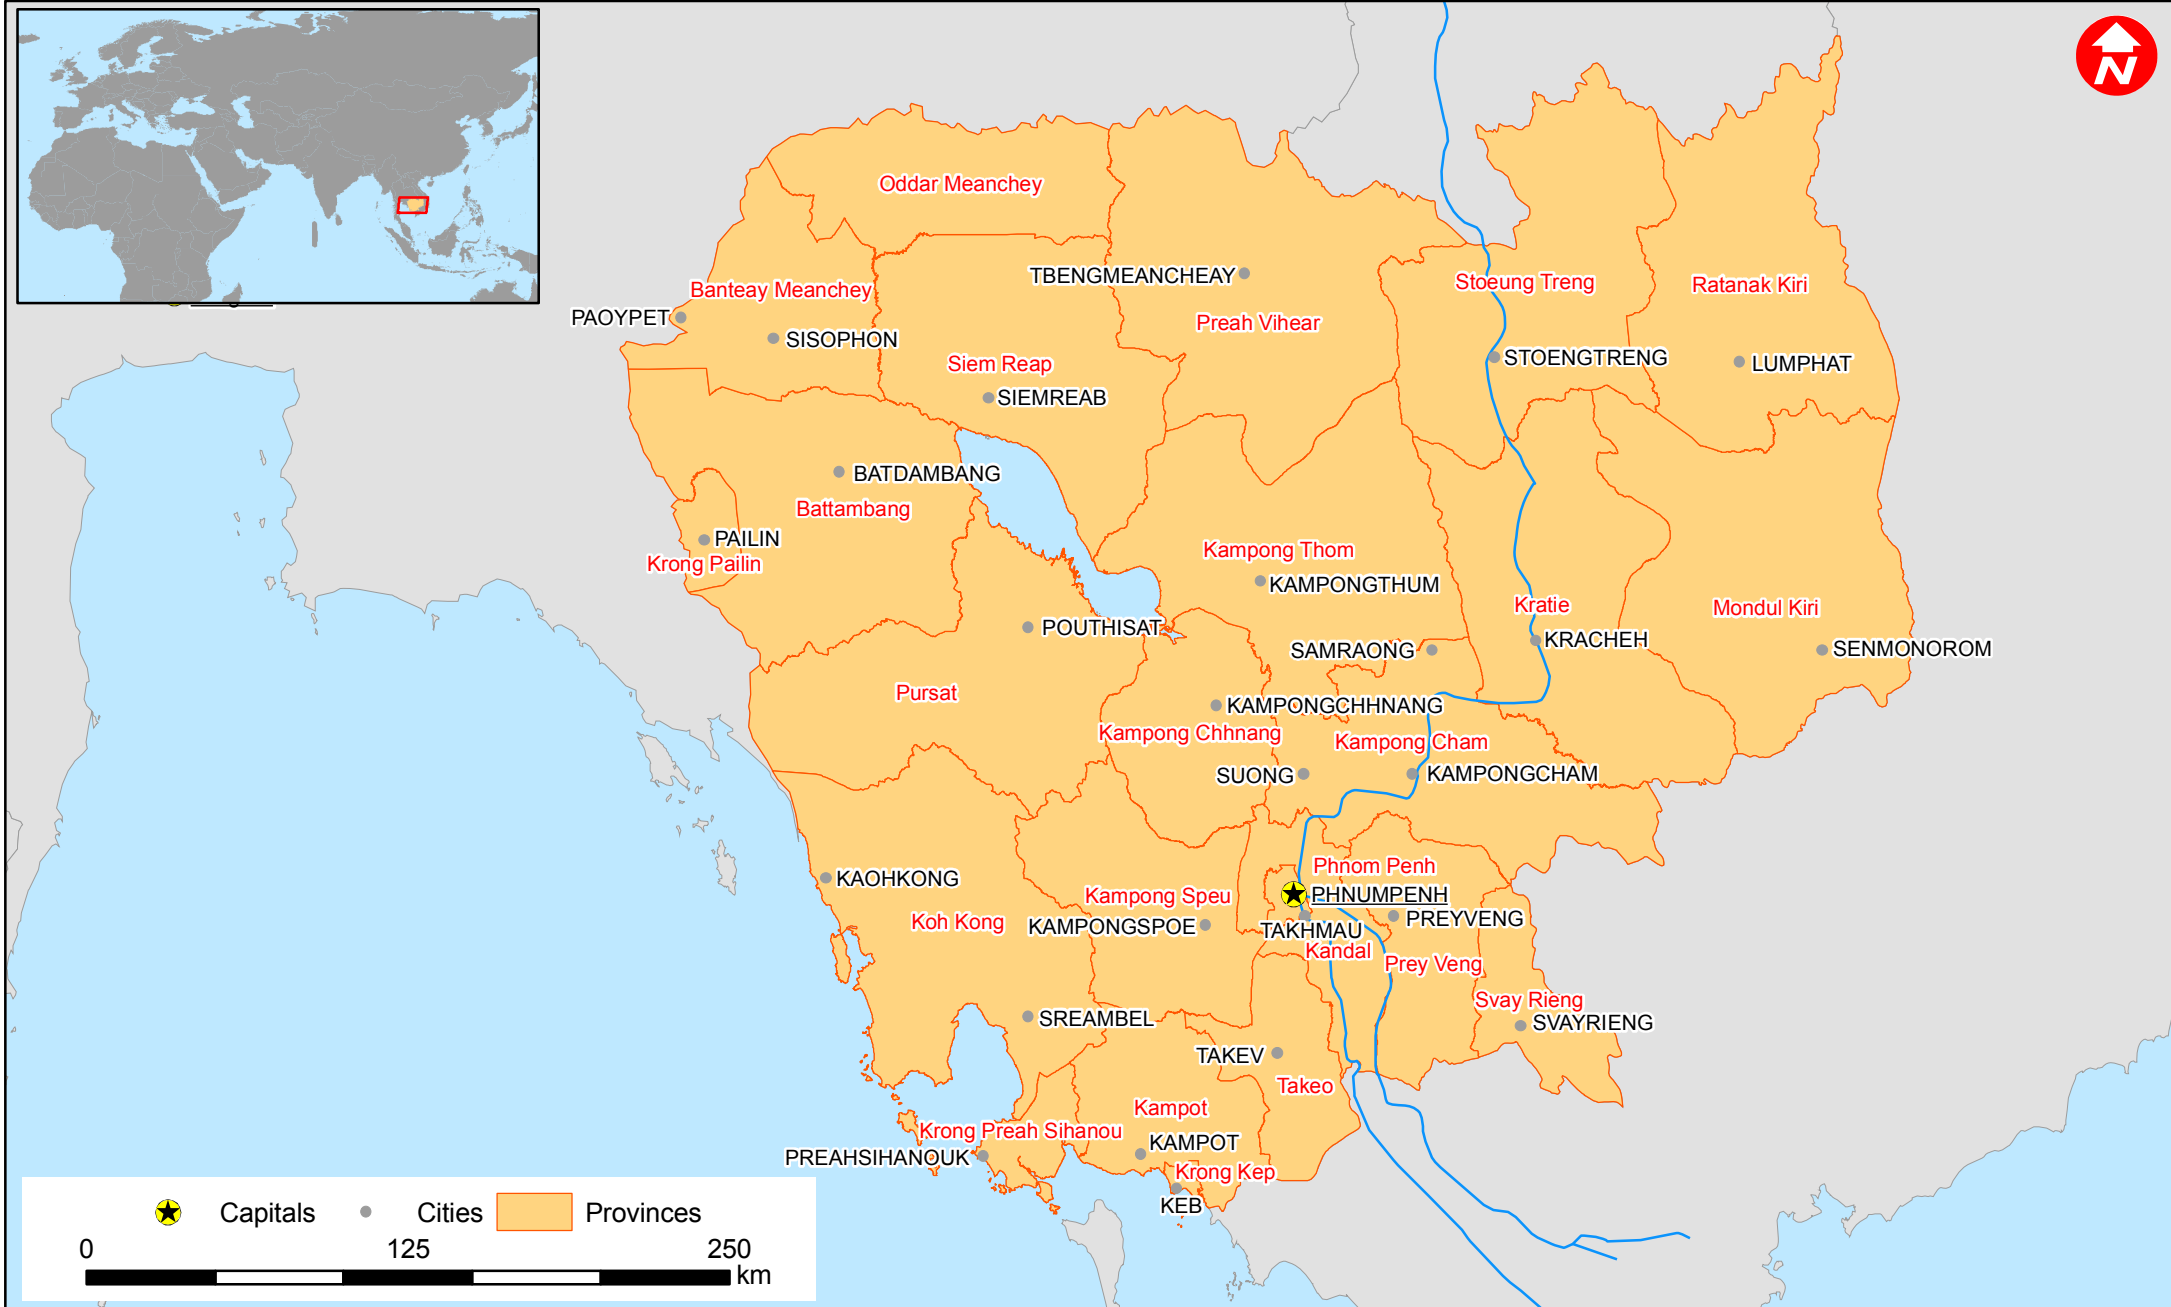 N
Oddar Meanchey
TBENGMEANCHEAY
Stoeung Treng
Ratanak Kiri
Banteay Meanchey
PAOYPET
Preah Vihear
SISOPHON
STOENGTRENG
LUMPHAT
Siem Reap
SIEMREAB
BATDAMBANG
Battambang
PAILIN
Krong Pailin
Kampong Thom
KAMPONGTHUM
Kratie
Mondul Kiri
POUTHISAT
KRACHEH
SAMRAONG
SENMONOROM
Pursat
KAMPONGCHHNANG
Kampong Chhnang
Kampong Cham
SUONG
KAMPONGCHAM
Phnom Penh
KAOHKONG
PHNUMPENH
Kampong Speu
Koh Kong
KAMPONGSPOE
PREYVENG
TAKHMAU
Kandal
Prey Veng
Svay Rieng
SREAMBEL
SVAYRIENG
TAKEV
Takeo
Kampot
Krong Preah Sihanou
KAMPOT
PREAHSIHANOUK
Krong Kep
KEB
Capitals Cities Provinces
0 125 250
km